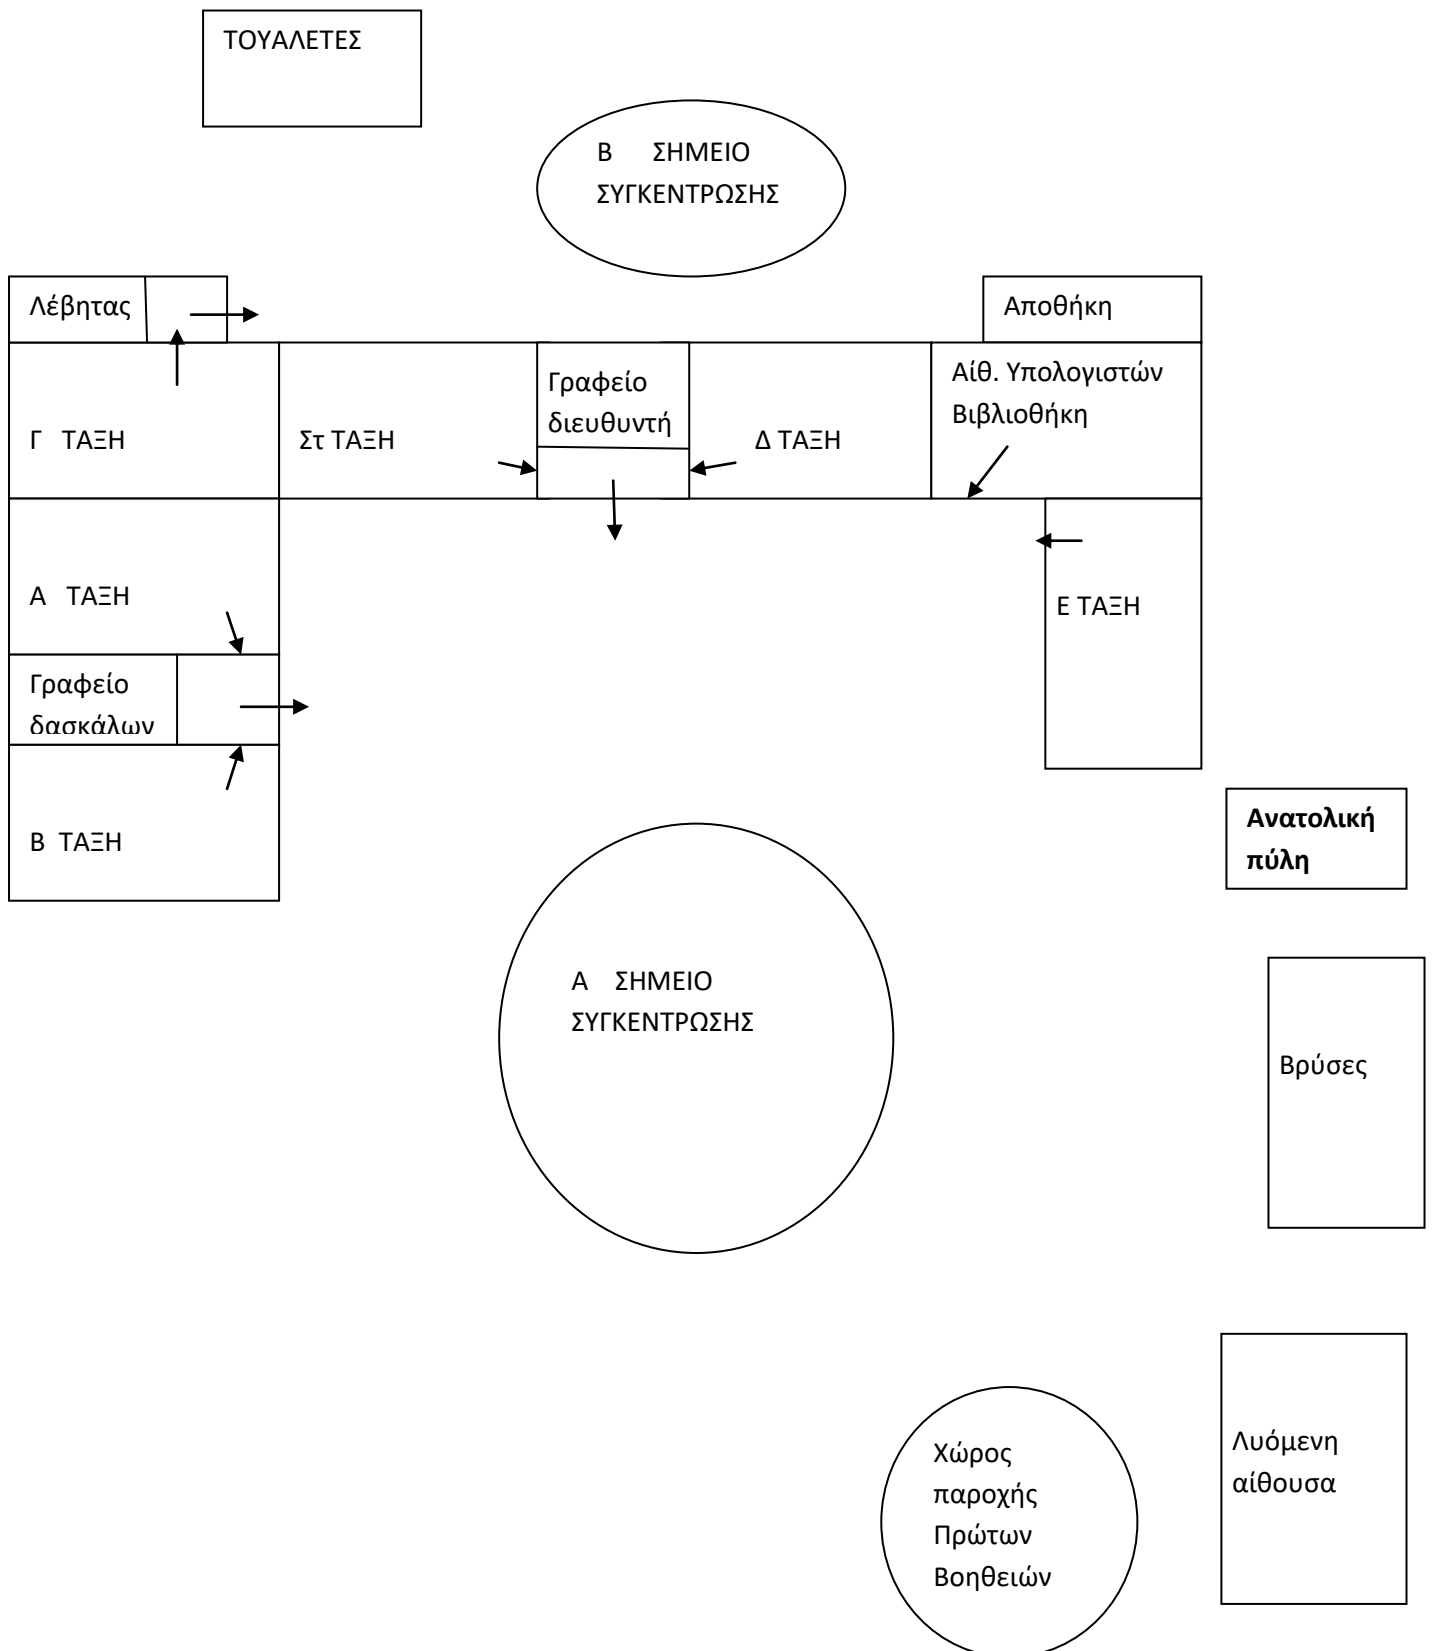 ΤΟΥΑΛΕΤΕΣ
Β ΣΗΜΕΙΟ
ΣΥΓΚΕΝΤΡΩΣΗΣ
Λέβητας
Αποθήκη
Γ ΤΑΞΗ
Στ ΤΑΞΗ
Γραφείο
διευθυντή
Δ ΤΑΞΗ
Αίθ. Υπολογιστών
Βιβλιοθήκη
Α ΤΑΞΗ
Ε ΤΑΞΗ
Γραφείο
δασκάλων
Β ΤΑΞΗ
Ανατολική
πύλη
Α ΣΗΜΕΙΟ
ΣΥΓΚΕΝΤΡΩΣΗΣ
Βρύσες
Χώρος
παροχής
Πρώτων
Βοηθειών
Λυόμενη
αίθουσα